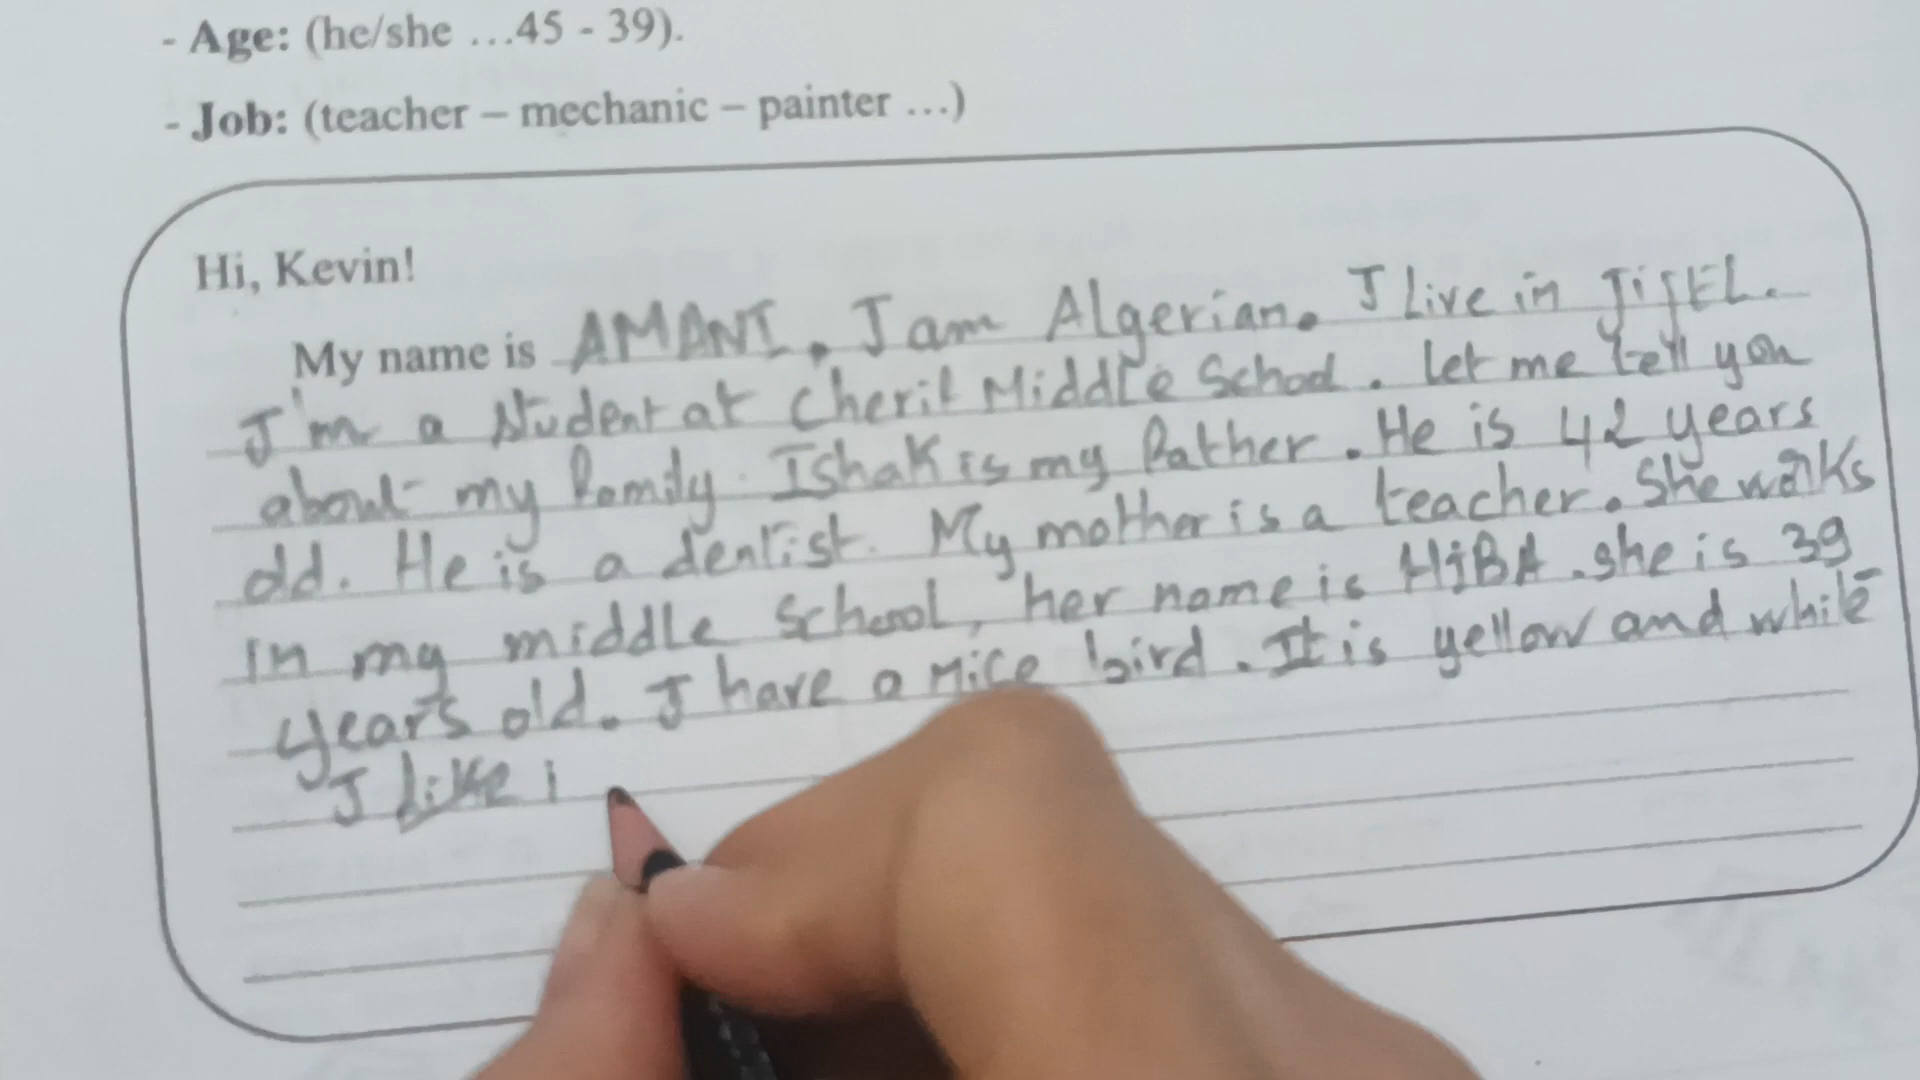 - Age: (he/she ...45 - 39).
- Job: (teacher – mechanic – painter ...)
Hi, Kevin!
My name is AMANI. I am Algerian. I live in JiJEL.
I'm a student at Cherif Middle School. let me tell you
about my family. Ishak is my father. He is 42 years
old. He is a dentist. My mother is a teacher. She works
in my middle school, her name is HiBA. she is 39
years old. I have a nice bird. It is yellow and white
I like i